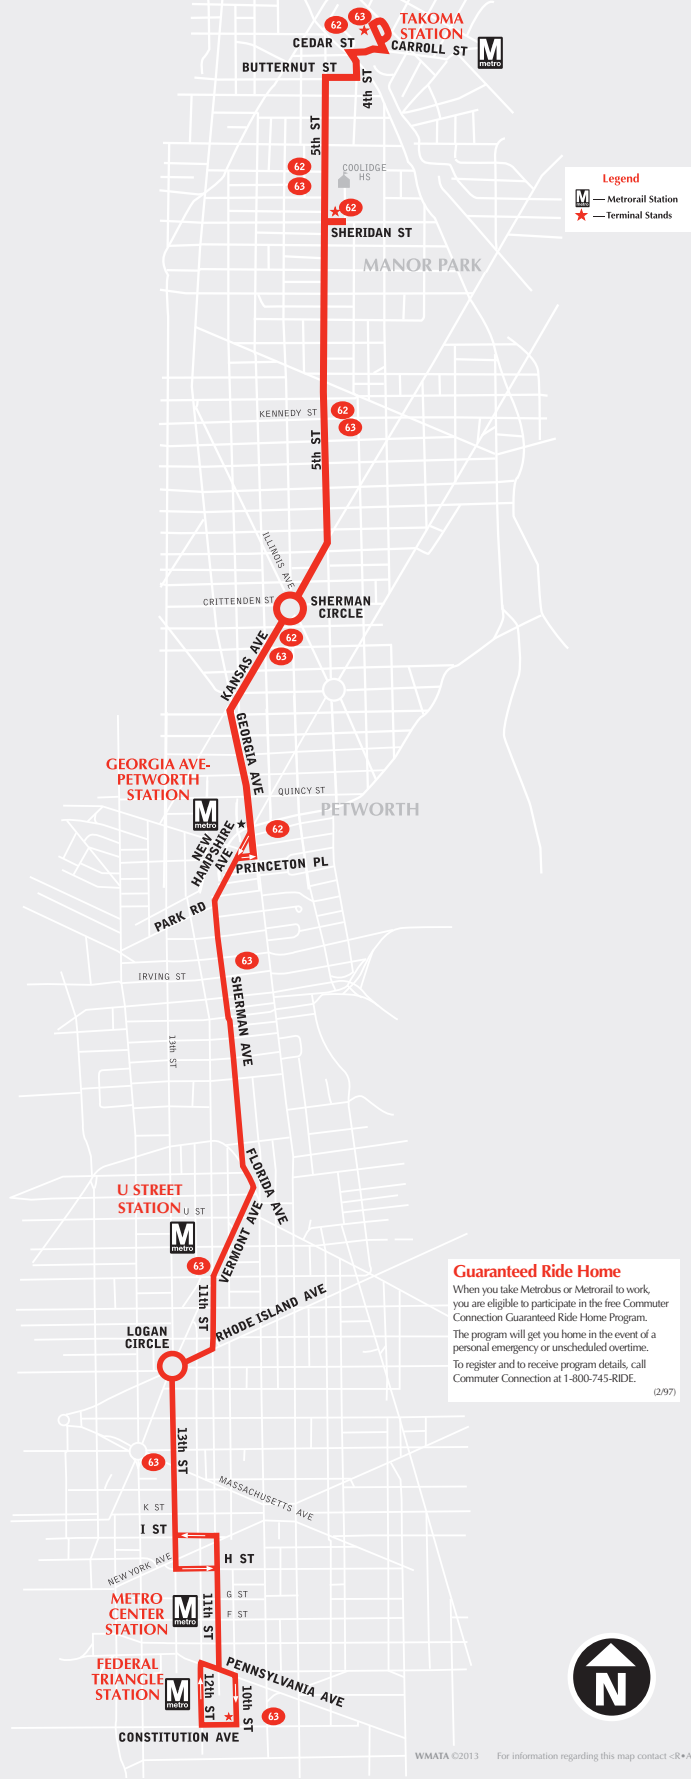 63
62
TAKOMA
STATION
CEDAR ST
CARROLL ST
M
metro
BUTTERNUT ST
4th ST
5th ST
62
63
COOLIDGE
HS
Legend
M
metro
Metrorail Station
Terminal Stands
62
SHERIDAN ST
MANOR PARK
KENNEDY ST
62
63
5th ST
ILLINOIS AVE
CRITTENDEN ST
SHERMAN
CIRCLE
62
63
KANSAS AVE
GEORGIA AVE
GEORGIA AVE-
PETWORTH
STATION
M
metro
QUINCY ST
PETWORTH
62
NEW
HAMPSHIRE
AVE
PRINCETON PL
PARK RD
63
IRVING ST
SHERMAN AVE
13th ST
FLORIDA AVE
U STREET
STATION
U ST
M
metro
VERMONT AVE
63
11th ST
RHODE ISLAND AVE
LOGAN
CIRCLE
Guaranteed Ride Home
When you take Metrobus or Metrorail to work,
you are eligible to participate in the free Commuter
Connection Guaranteed Ride Home Program.
The program will get you home in the event of a
personal emergency or unscheduled overtime.
To register and to receive program details, call
Commuter Connection at 1-800-745-RIDE.
(2/97)
13th ST
63
MASSACHUSETTS AVE
K ST
I ST
H ST
NEW YORK AVE
METRO
CENTER
STATION
M
metro
11th ST
G ST
F ST
FEDERAL
TRIANGLE
STATION
M
metro
PENNSYLVANIA AVE
12th ST
10th ST
63
CONSTITUTION AVE
N
WMATA ©2013
For information regarding this map contact <R•A